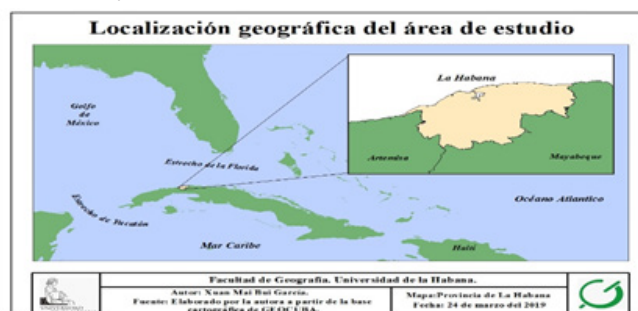 Localización geográfica del área de estudio
La Habana
Golfo
de
México
Artemisa
Mayabeque
Estrecho de la Florida
Océano Atlantico
Estrecho de Yucatán
Mar Caribe
Haiti
Facultad de Geografía. Universidad de la Habana.
Autor: Xuan Mai Bui García.
Fuente: Elaborado por la autora a partir de la base
cartográfica de GEOCUBA.
Mapa:Provincia de La Habana
Fecha: 24 de marzo del 2019